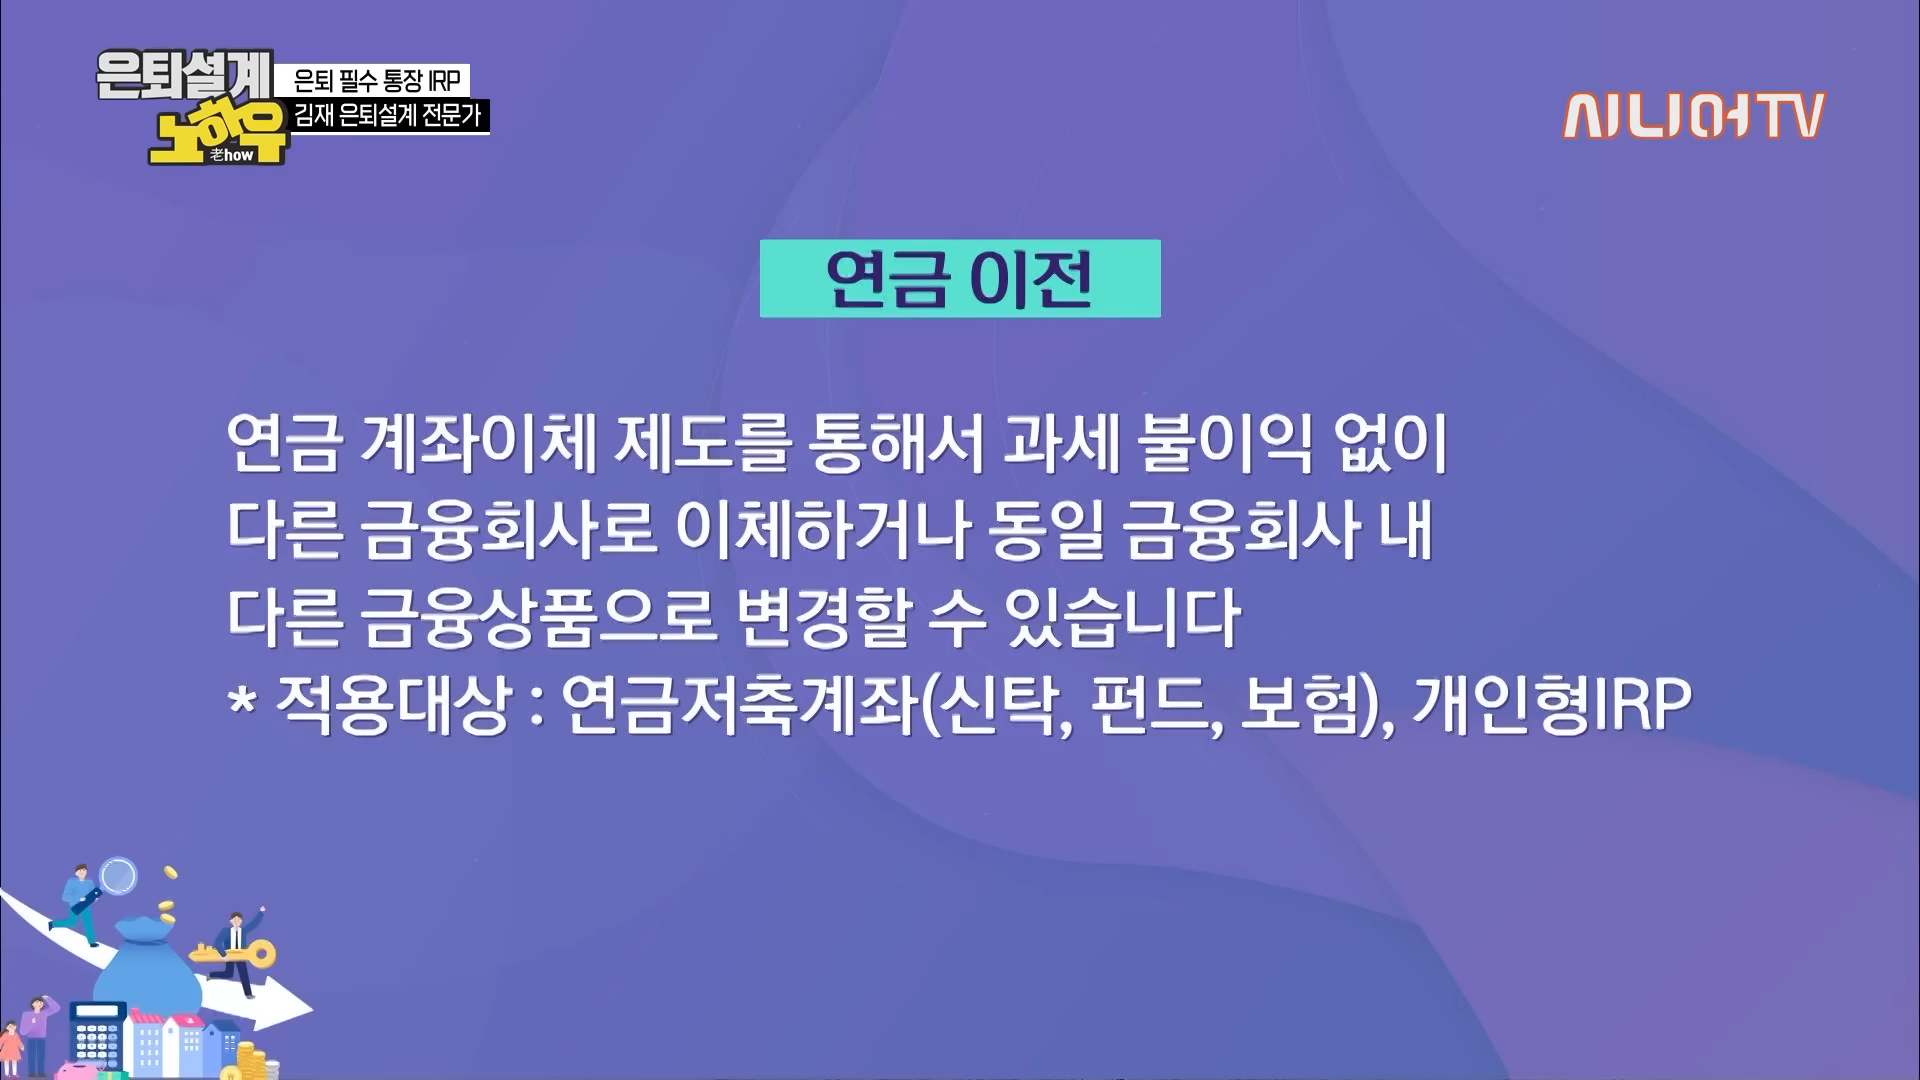 은퇴설계
노하우
老how
은퇴 필수 통장 IRP
김재 은퇴설계 전문가
시니어TV
연금 이전
연금 계좌이체 제도를 통해서 과세 불이익 없이
다른 금융회사로 이체하거나 동일 금융회사 내
다른 금융상품으로 변경할 수 있습니다
* 적용대상 : 연금저축계좌(신탁, 펀드, 보험), 개인형IRP